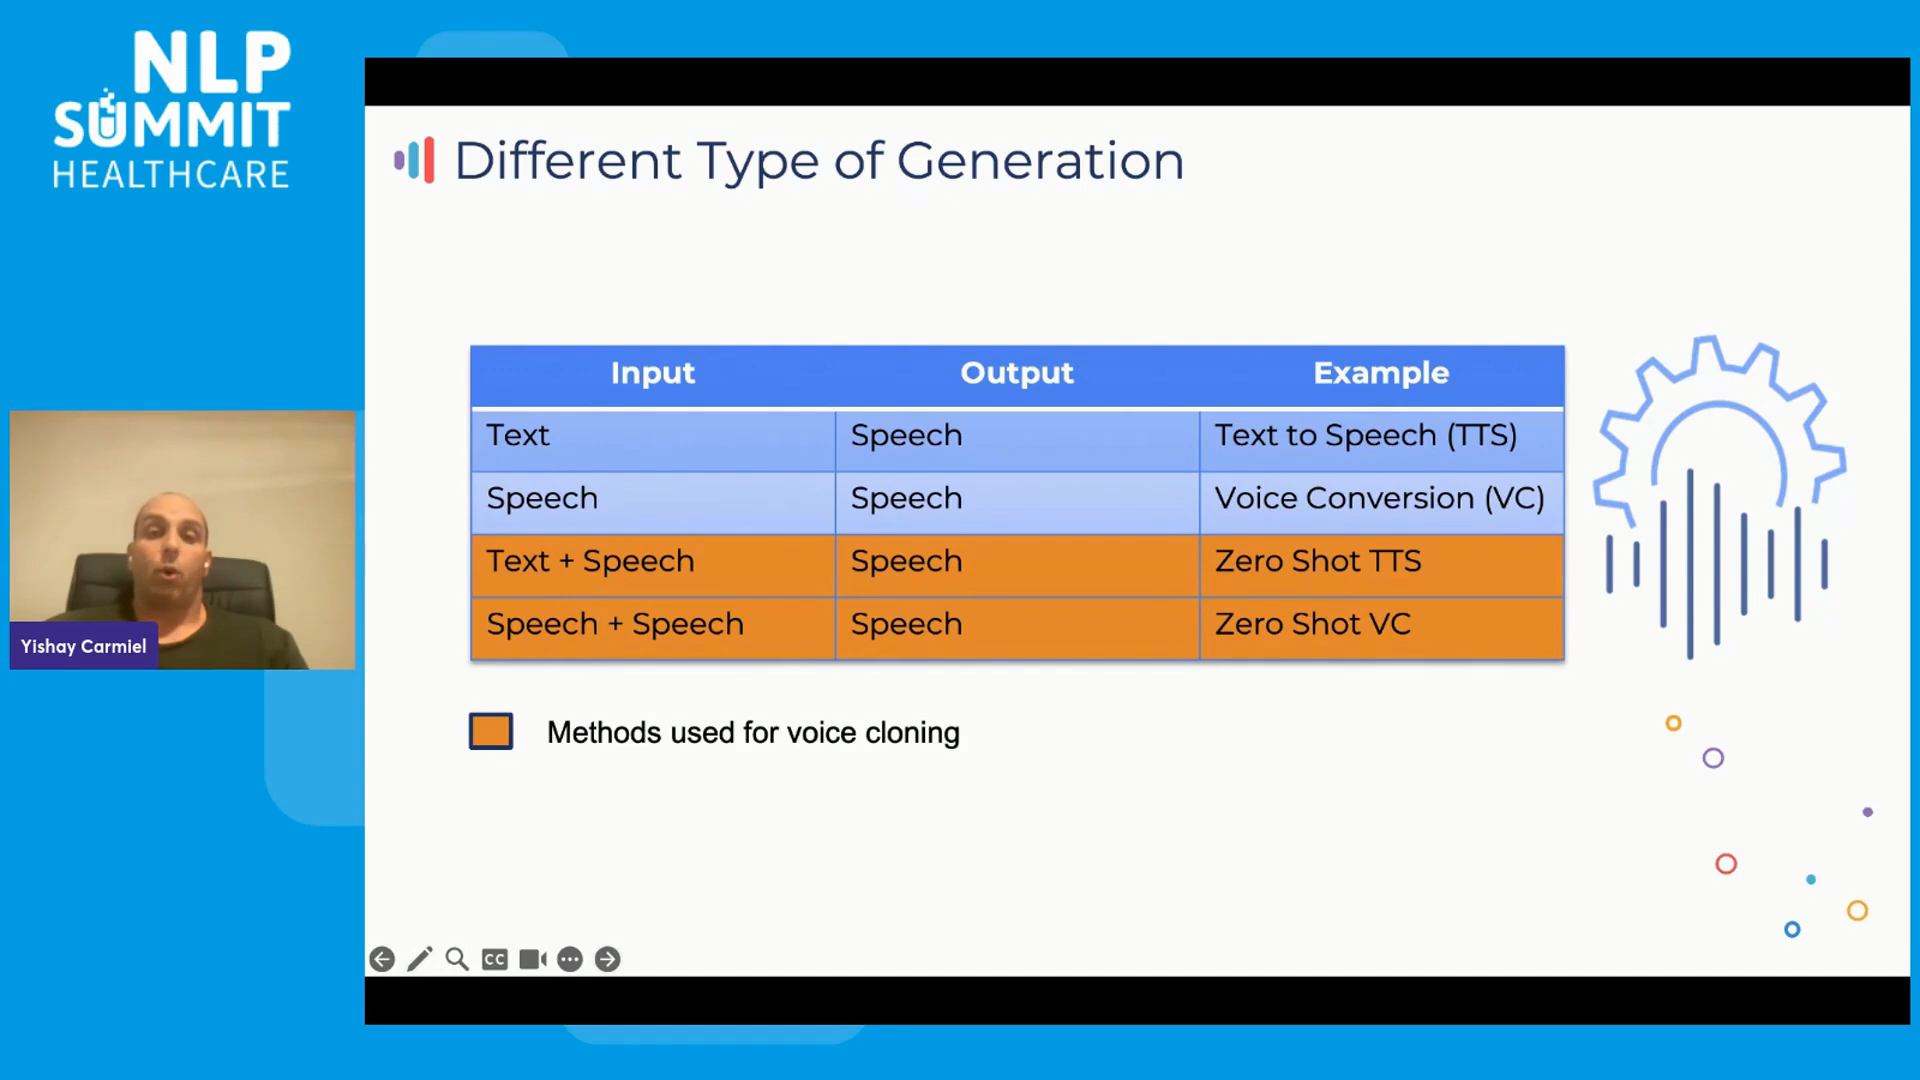 NLP
SUMMIT
HEALTHCARE
Different Type of Generation
Input Output Example
Text Speech Text to Speech (TTS)
Speech Speech Voice Conversion (VC)
Text + Speech Speech Zero Shot TTS
Speech + Speech Speech Zero Shot VC
Methods used for voice cloning
Yishay Carmiel
CC